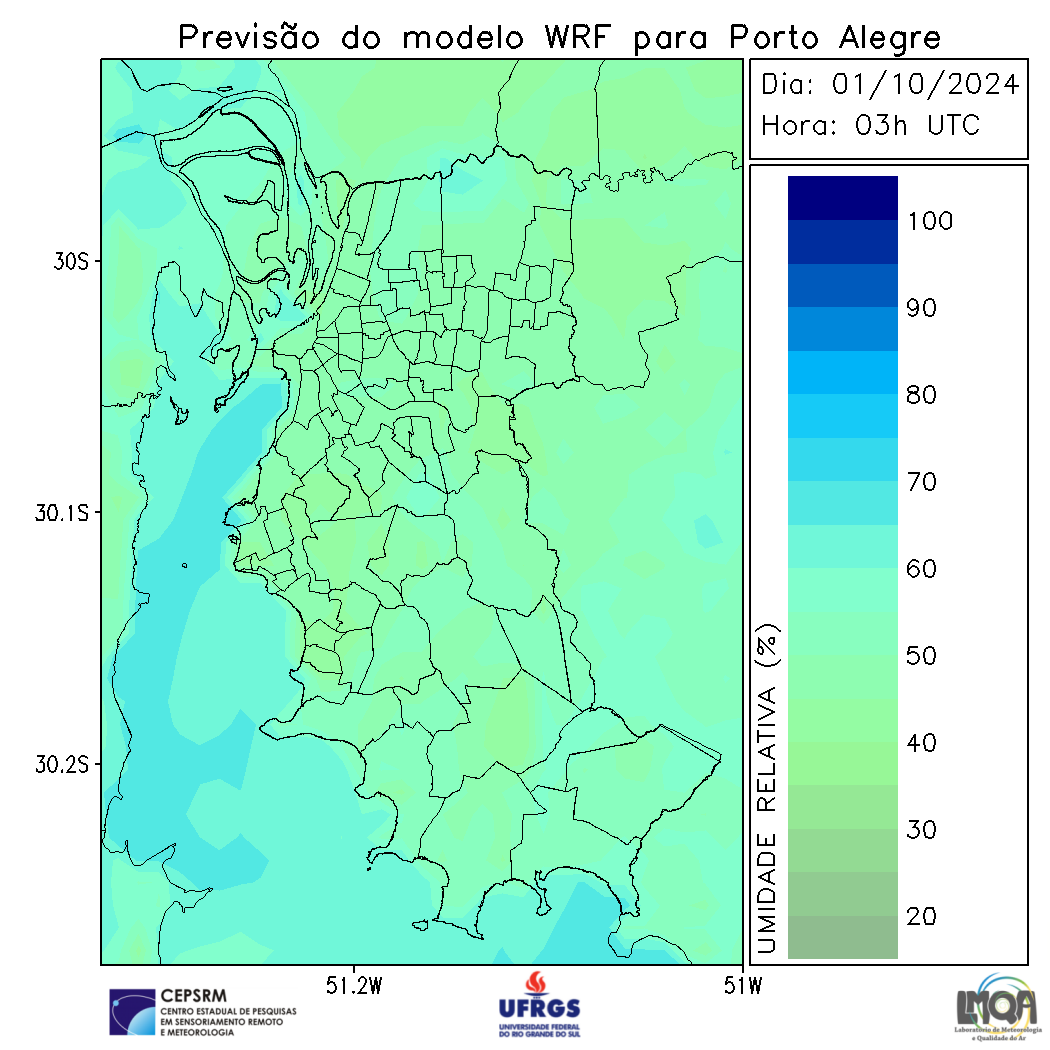 Previsão do modelo WRF para Porto Alegre
Dia: 01/10/2024
Hora: 03h UTC
30S
30.1S
30.2S
51.2W
51W
100
90
80
70
60
50
40
30
20
UMIDADE RELATIVA (%)
CEPSRM
CENTRO ESTADUAL DE PESQUISAS
EM SENSORIAMENTO REMOTO
E METEOROLOGIA
UFRGS
UNIVERSIDADE FEDERAL
DO RIO GRANDE DO SUL
LMQA
Laboratório de Meteorologia
e Qualidade do Ar